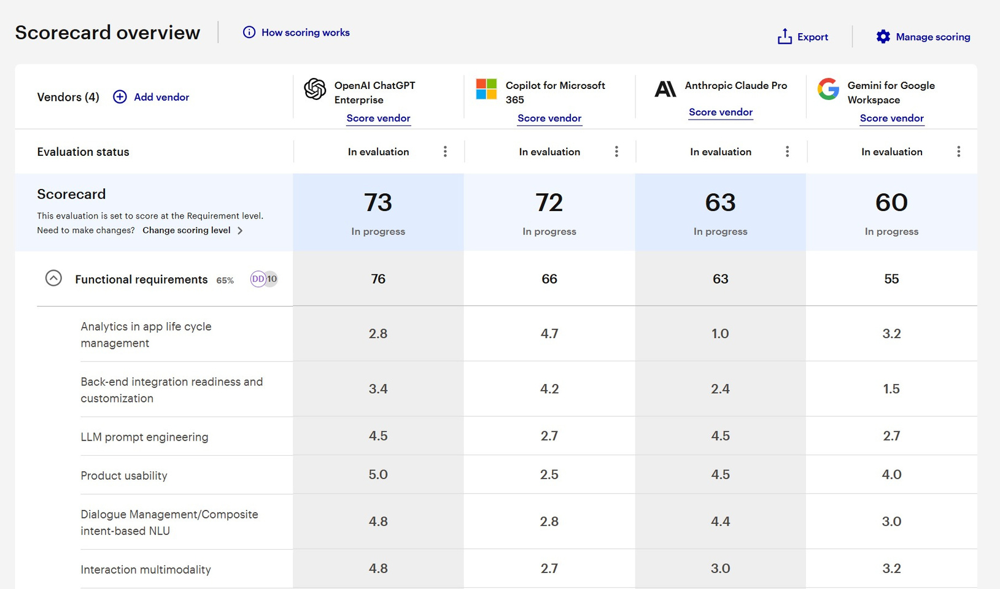 Scorecard overview
How scoring works
Export
Manage scoring
Vendors (4)
Add vendor
OpenAI ChatGPT
Enterprise
Score vendor
Copilot for Microsoft
365
Score vendor
Anthropic Claude Pro
Score vendor
Gemini for Google
Workspace
Score vendor
Evaluation status
In evaluation
In evaluation
In evaluation
In evaluation
Scorecard
This evaluation is set to score at the Requirement level.
Need to make changes? Change scoring level
73
In progress
72
In progress
63
In progress
60
In progress
Functional requirements 65% DD 10
76
66
63
55
Analytics in app life cycle
management
2.8
4.7
1.0
3.2
Back-end integration readiness and
customization
3.4
4.2
2.4
1.5
LLM prompt engineering
4.5
2.7
4.5
2.7
Product usability
5.0
2.5
4.5
4.0
Dialogue Management/Composite
intent-based NLU
4.8
2.8
4.4
3.0
Interaction multimodality
4.8
2.7
3.0
3.2